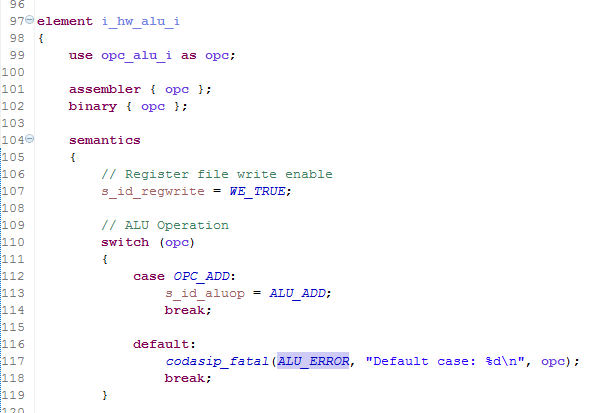 96
97 element i_hw_alu_i
98 {
99 use opc_alu_i as opc;
100
101 assembler { opc };
102 binary { opc };
103
104 semantics
105 {
106 // Register file write enable
107 s_id_regwrite = WE_TRUE;
108
109 // ALU Operation
110 switch (opc)
111 {
112 case OPC_ADD:
113 s_id_aluop = ALU_ADD;
114 break;
115
116 default:
117 codasip_fatal(ALU_ERROR, "Default case: %d\n", opc);
118 break;
119 }
120